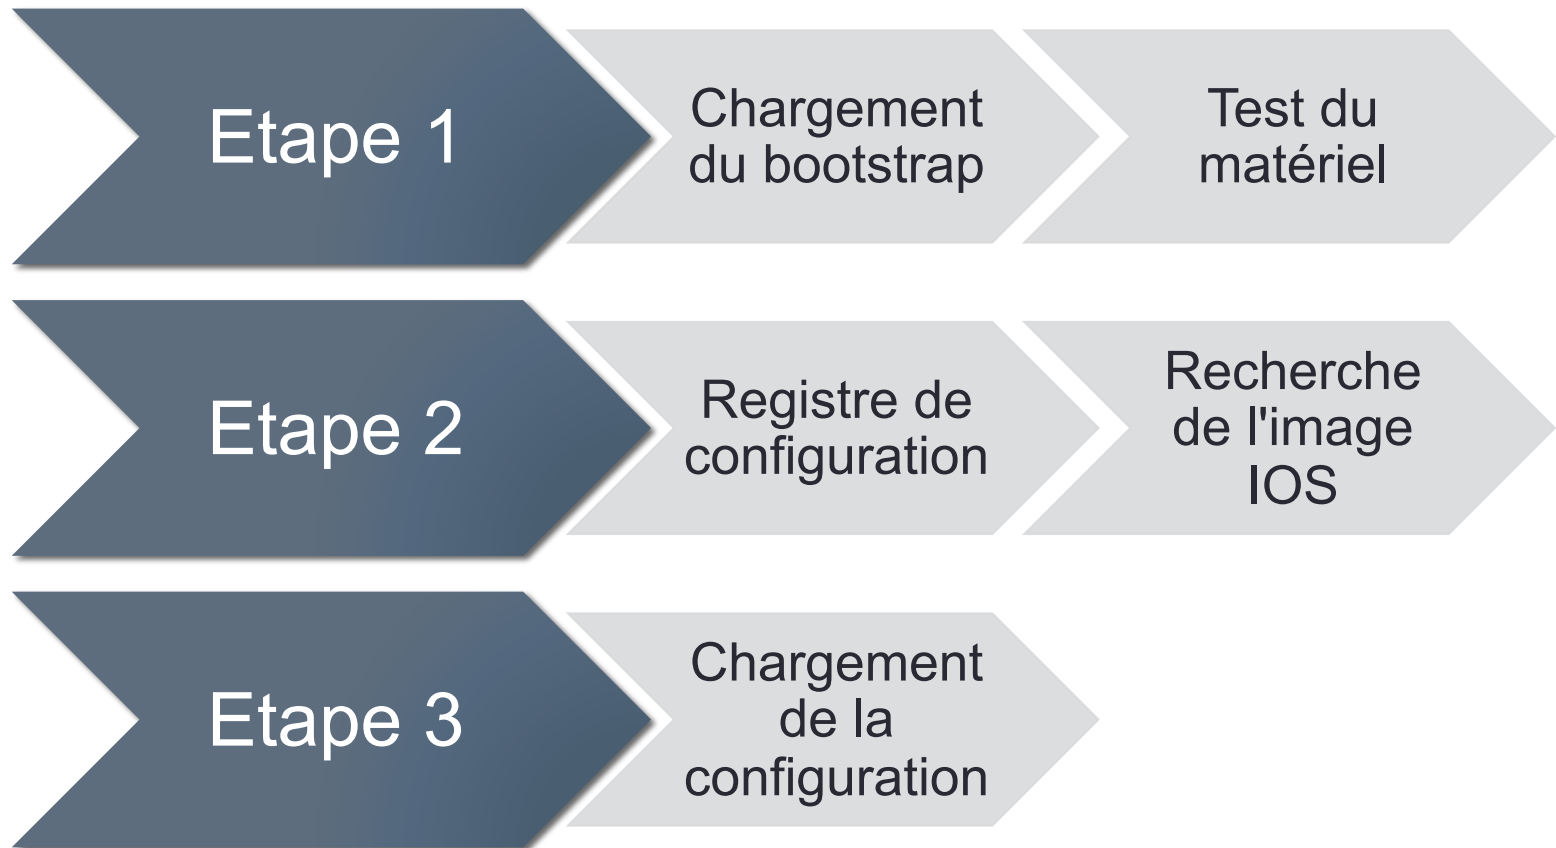 Etape 1
Chargement
du bootstrap
Test du
matériel
Etape 2
Registre de
configuration
Recherche
de l'image
IOS
Etape 3
Chargement
de la
configuration